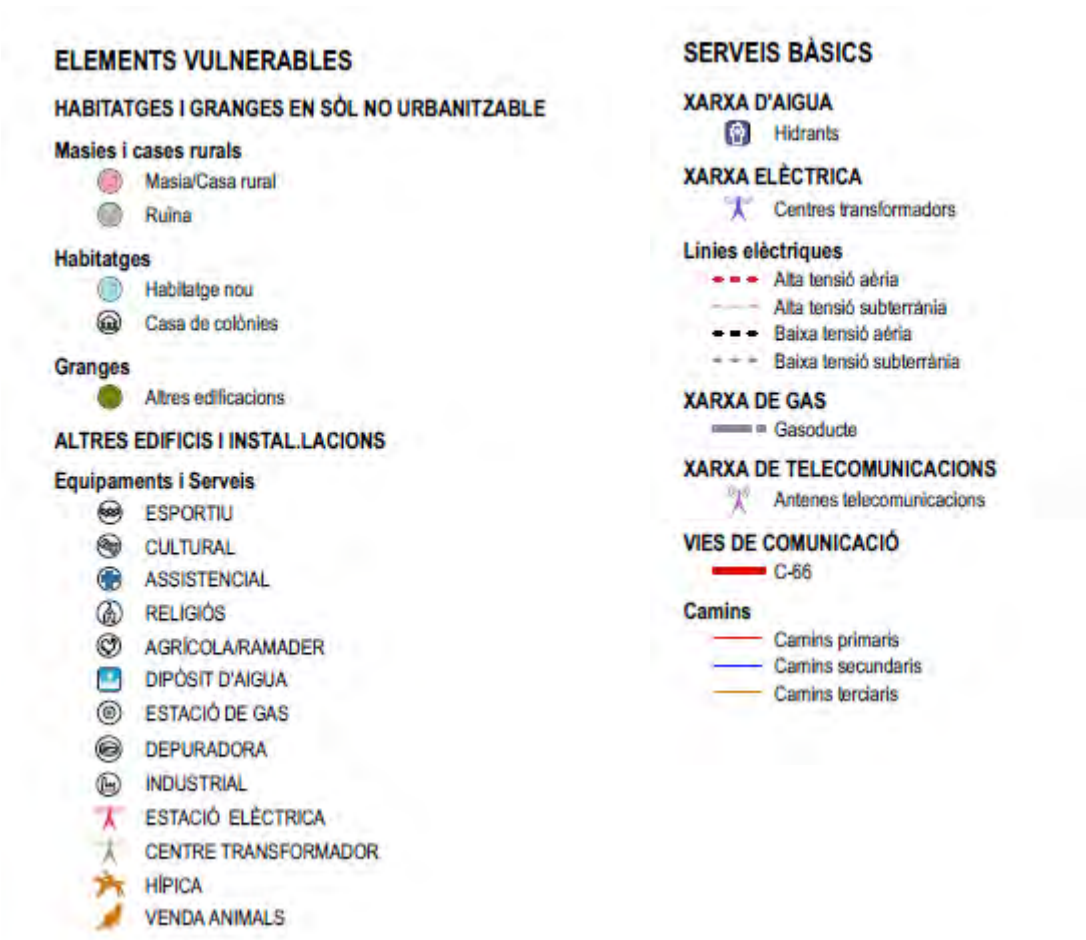 ELEMENTS VULNERABLES
HABITATGES I GRANGES EN SÒL NO URBANITZABLE
Masies i cases rurals
Masia/Casa rural
Ruïna
Habitatges
Habitatge nou
Casa de colònies
Granges
Altres edificacions
ALTRES EDIFICIS I INSTAL.LACIONS
Equipaments i Serveis
ESPORTIU
CULTURAL
ASSISTENCIAL
RELIGIÓS
AGRÍCOLA/RAMADER
DIPÒSIT D'AIGUA
ESTACIÓ DE GAS
DEPURADORA
INDUSTRIAL
ESTACIÓ ELÈCTRICA
CENTRE TRANSFORMADOR
HÍPICA
VENDA ANIMALS
SERVEIS BÀSICS
XARXA D'AIGUA
Hidrants
XARXA ELÈCTRICA
Centres transformadors
Linies elèctriques
Alta tensió aèria
Alta tensió subterrània
Baixa tensió aèria
Baixa tensió subterrània
XARXA DE GAS
Gasoducte
XARXA DE TELECOMUNICACIONS
Antenes telecomunicacions
VIES DE COMUNICACIÓ
C-66
Camins
Camins primaris
Camins secundaris
Camins terciaris